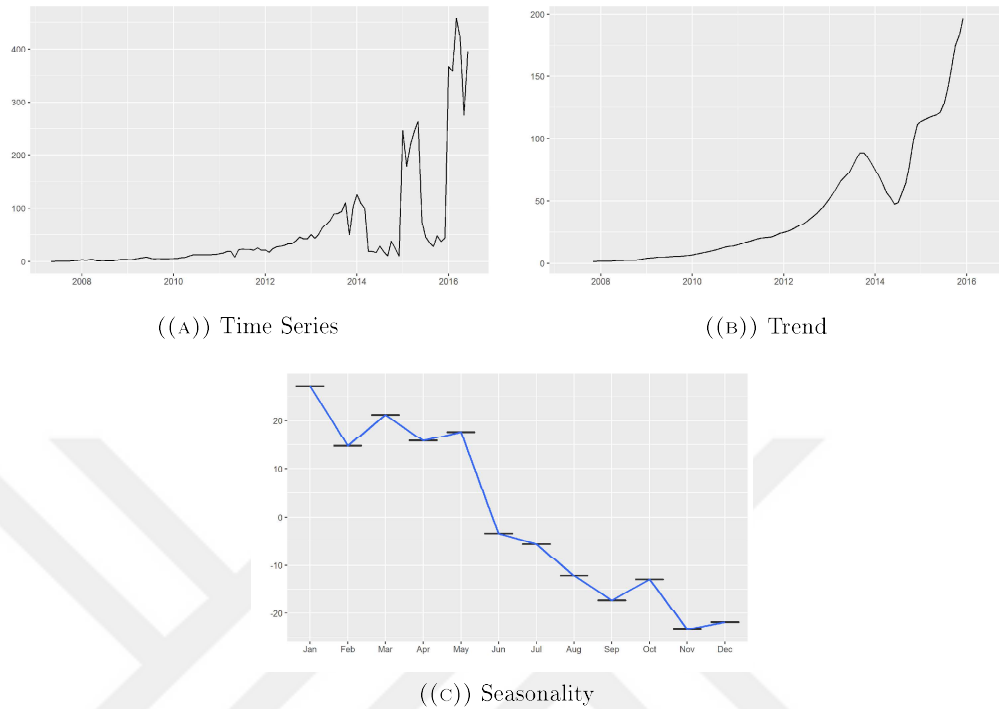 400
300
200
100
0
2008 2010 2012 2014 2016
200
150
100
50
0
2008 2010 2012 2014 2016
((A)) Time Series
((B)) Trend
20
10
0
-10
-20
Jan Feb Mar Apr May Jun Jul Aug Sep Oct Nov Dec
((C)) Seasonality